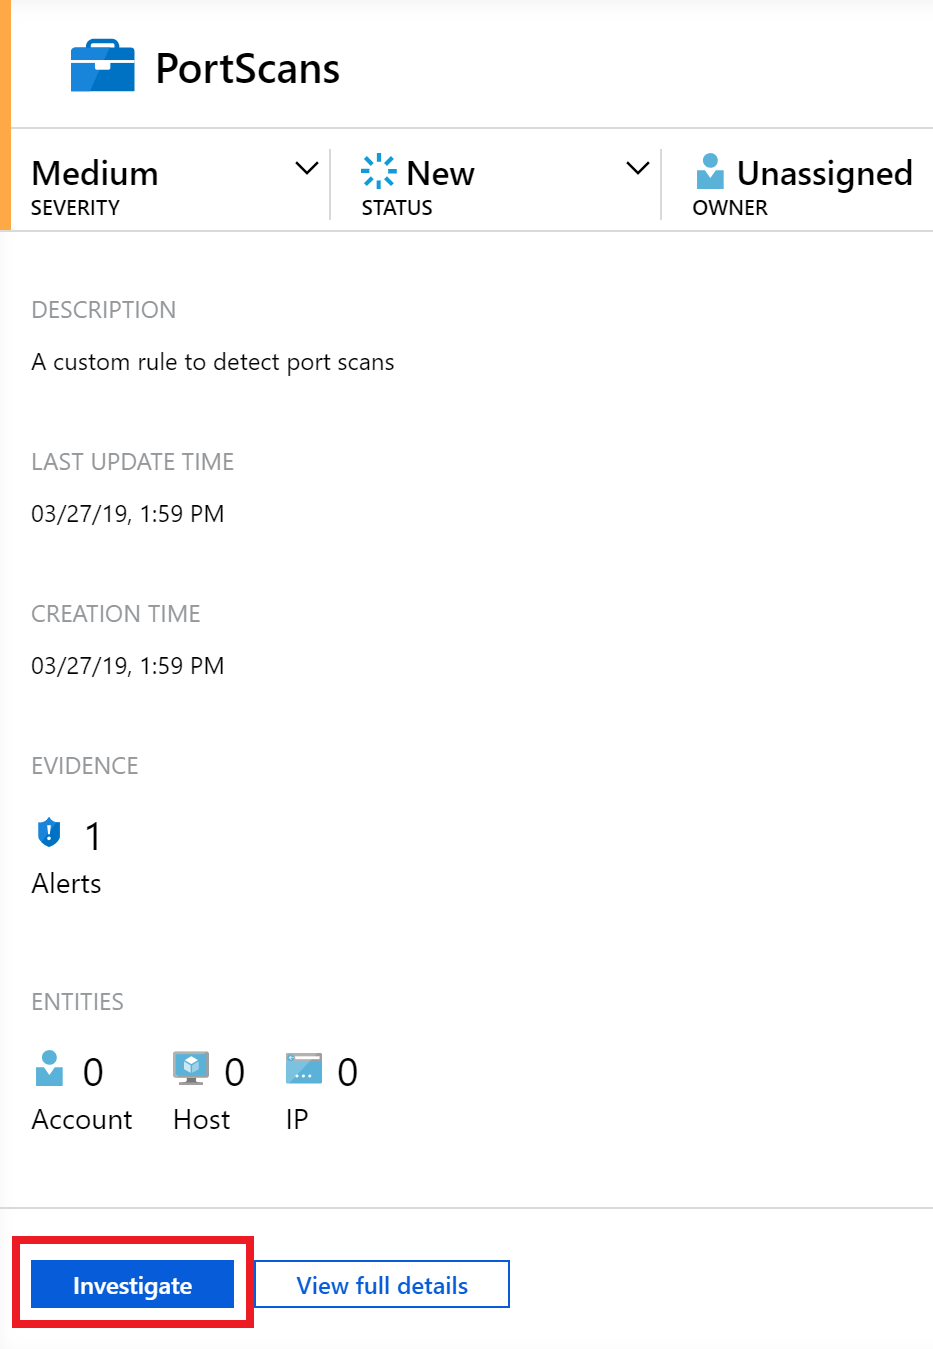 PortScans
Medium
SEVERITY
New
STATUS
Unassigned
OWNER
DESCRIPTION
A custom rule to detect port scans
LAST UPDATE TIME
03/27/19, 1:59 PM
CREATION TIME
03/27/19, 1:59 PM
EVIDENCE
1
Alerts
ENTITIES
0
Account
0
Host
0
IP
Investigate
View full details